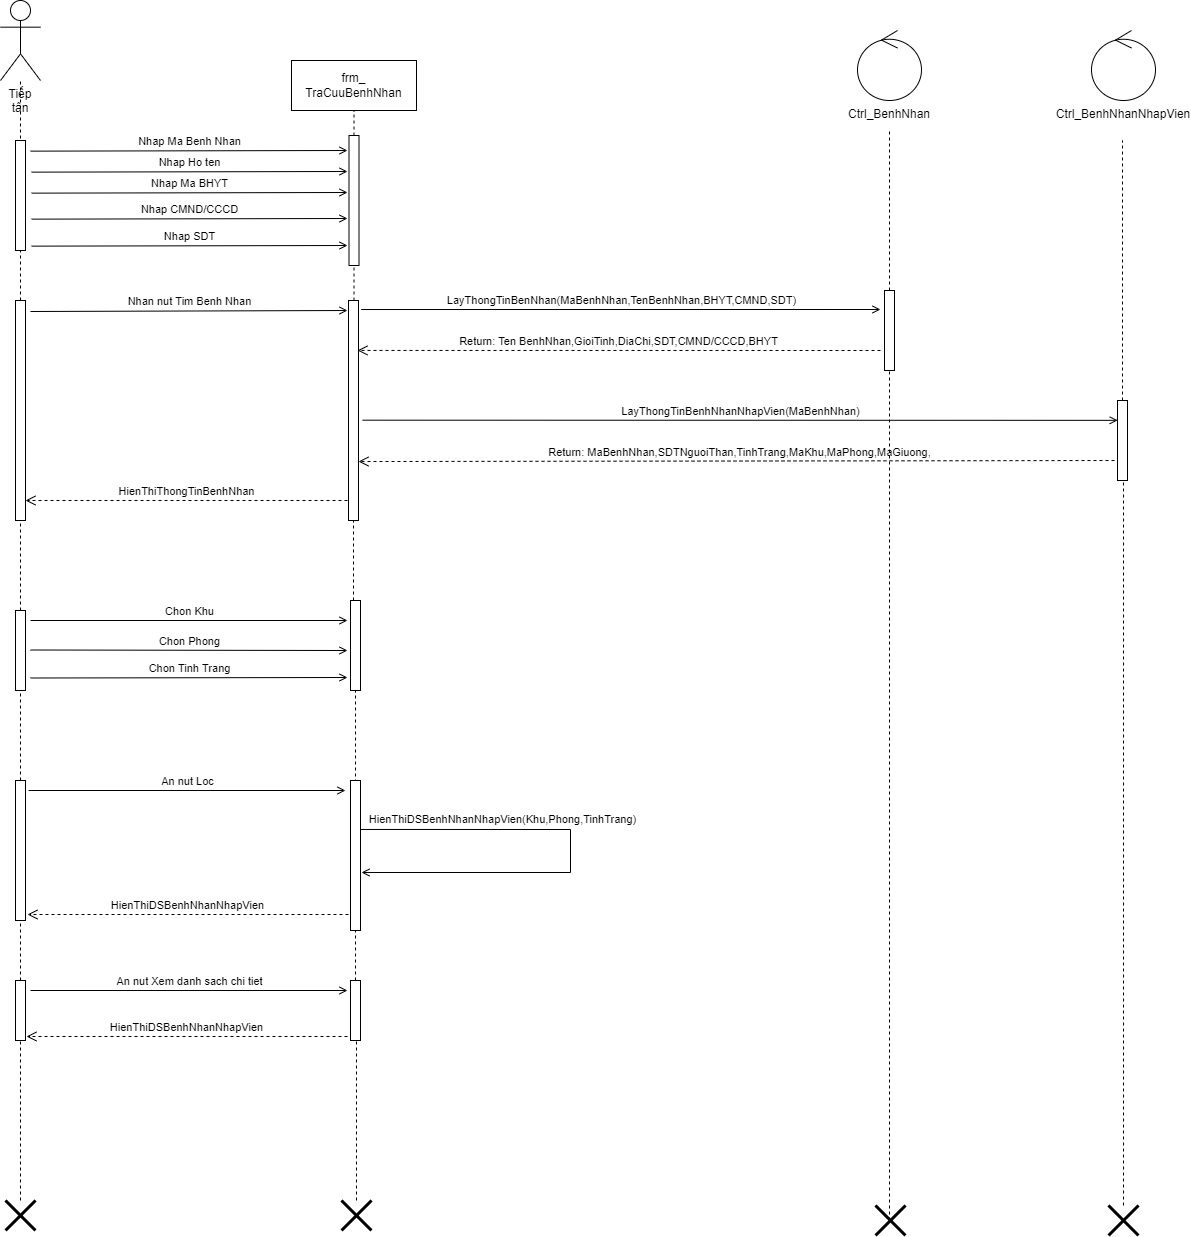 Tiếp
tân
frm_
TraCuuBenhNhan
Ctrl_BenhNhan
Ctrl_BenhNhanNhapVien
Nhap Ma Benh Nhan
Nhap Ho ten
Nhap Ma BHYT
Nhap CMND/CCCD
Nhap SDT
Nhan nut Tim Benh Nhan
LayThongTinBenNhan(MaBenhNhan,TenBenhNhan,BHYT,CMND,SDT)
Return: Ten BenhNhan,GioiTinh,DiaChi,SDT,CMND/CCCD,BHYT
LayThongTinBenhNhanNhapVien(MaBenhNhan)
Return: MaBenhNhan,SDTNguoiThan,TinhTrang,MaKhu,MaPhong,MaGiuong,
HienThiThongTinBenhNhan
Chon Khu
Chon Phong
Chon Tinh Trang
An nut Loc
HienThiDSBenhNhanNhapVien(Khu,Phong,TinhTrang)
HienThiDSBenhNhanNhapVien
An nut Xem danh sach chi tiet
HienThiDSBenhNhanNhapVien